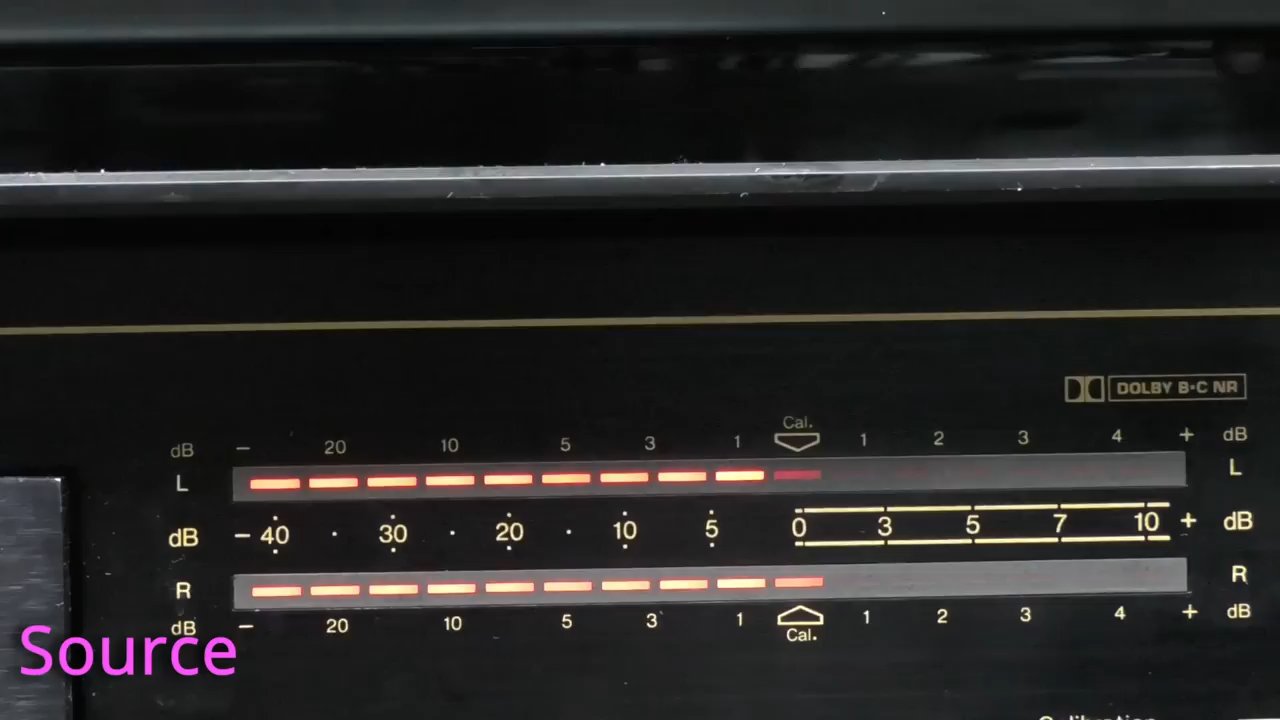 DOLBY B·C NR
Cal.
dB – 20 10 5 3 1 1 2 3 4 + dB
L L
dB – 40 · 30 · 20 · 10 5 0 3 5 7 10 + dB
R R
dB – 20 10 5 3 1 1 2 3 4 + dB
Cal.
Source